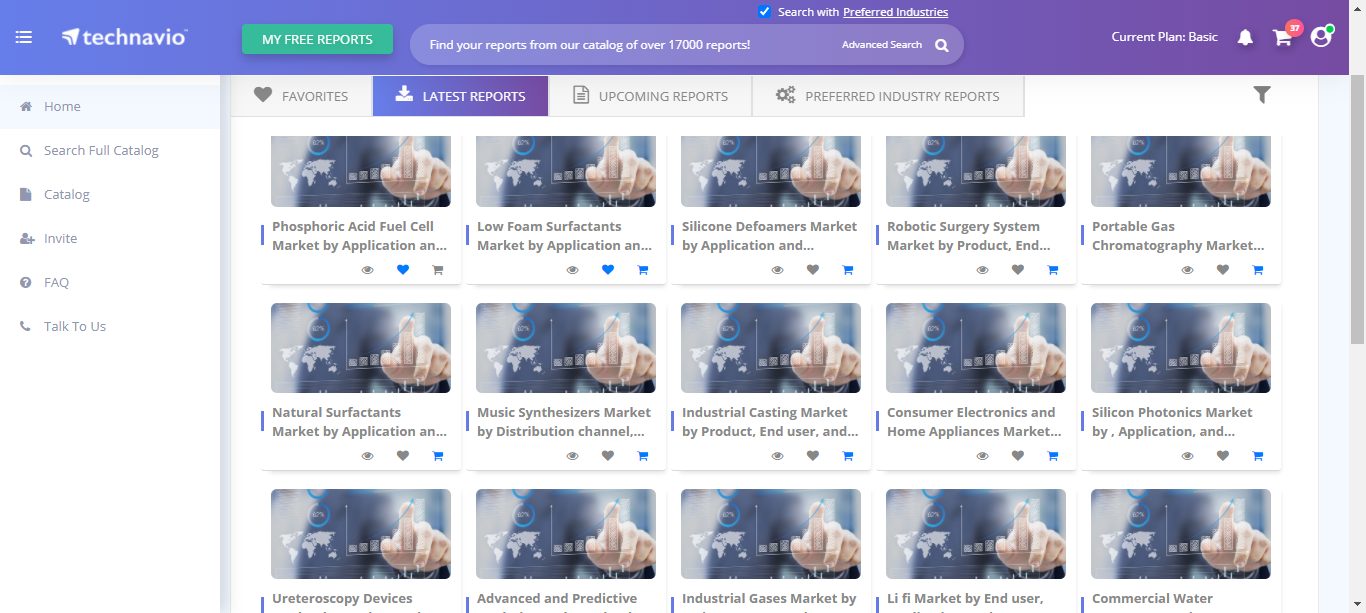 Search with Preferred Industries
technavio
MY FREE REPORTS
Find your reports from our catalog of over 17000 reports!
Advanced Search
Current Plan: Basic
37
Home
Search Full Catalog
Catalog
Invite
FAQ
Talk To Us
FAVORITES
LATEST REPORTS
UPCOMING REPORTS
PREFERRED INDUSTRY REPORTS
Phosphoric Acid Fuel Cell
Market by Application an...
Low Foam Surfactants
Market by Application an...
Silicone Defoamers Market
by Application and...
Robotic Surgery System
Market by Product, End...
Portable Gas
Chromatography Market...
Natural Surfactants
Market by Application an...
Music Synthesizers Market
by Distribution channel,...
Industrial Casting Market
by Product, End user, and...
Consumer Electronics and
Home Appliances Market...
Silicon Photonics Market
by , Application, and...
Ureteroscopy Devices
Advanced and Predictive
Industrial Gases Market by
Li fi Market by End user,
Commercial Water